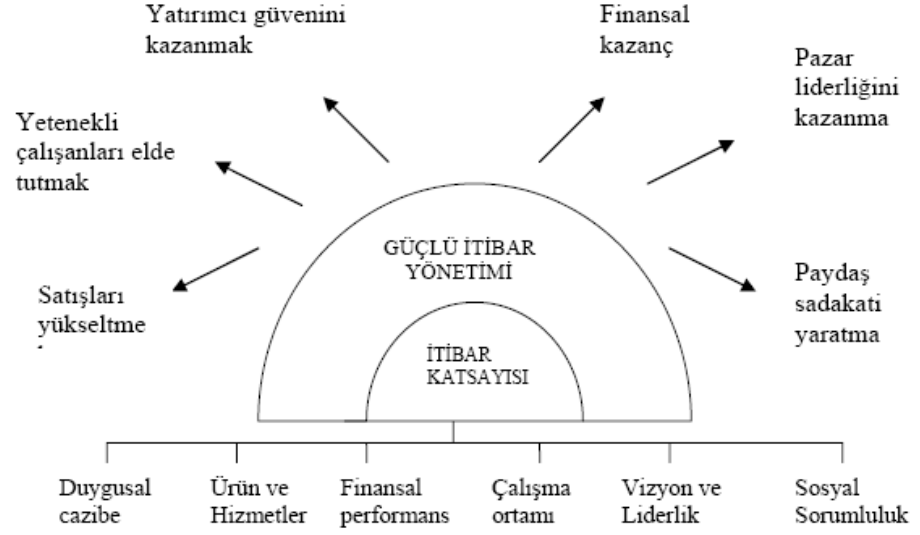 Yatırımcı güvenini
kazanmak
Finansal
kazanç
Pazar
liderliğini
kazanma
Yetenekli
çalışanları elde
tutmak
GÜÇLÜ İTİBAR
YÖNETİMİ
Satışları
yükseltme
Paydaş
sadakati
yaratma
İTİBAR
KATSAYISI
Duygusal
cazibe
Ürün ve
Hizmetler
Finansal
performans
Çalışma
ortamı
Vizyon ve
Liderlik
Sosyal
Sorumluluk